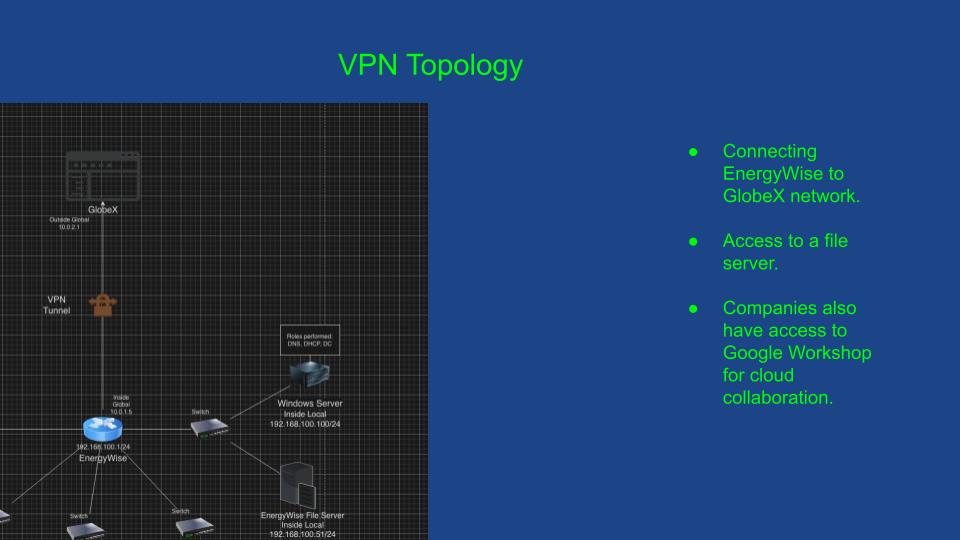 VPN Topology
GlobeX
Outside Global
10.0.2.1
VPN
Tunnel
Roles performed:
DNS, DHCP, DC
Inside
Global
10.0.1.5
Switch
Windows Server
Inside Local
192.168.100.100/24
192.168.100.1/24
EnergyWise
Switch
Switch
EnergyWise File Server
Inside Local
192.168.100.51/24
● Connecting
EnergyWise to
GlobeX network.
● Access to a file
server.
● Companies also
have access to
Google Workshop
for cloud
collaboration.